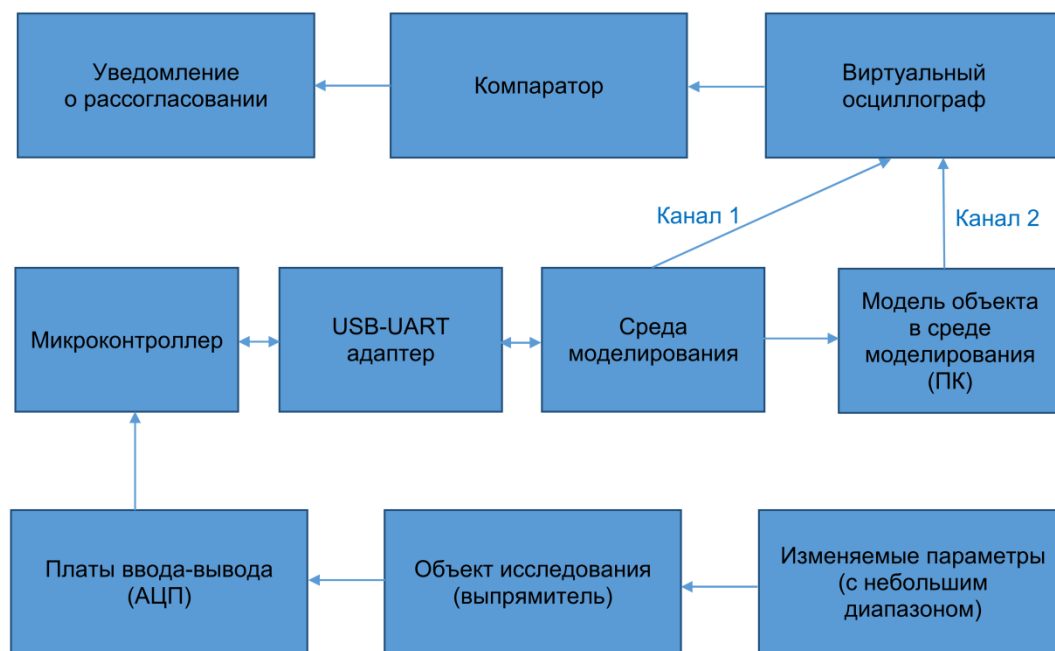 Уведомление
о рассогласовании
Компаратор
Виртуальный
осциллограф
Канал 1
Канал 2
Микроконтроллер
USB-UART
адаптер
Среда
моделирования
Модель объекта
в среде
моделирования
(ПК)
Платы ввода-вывода
(АЦП)
Объект исследования
(выпрямитель)
Изменяемые параметры
(с небольшим
диапазоном)